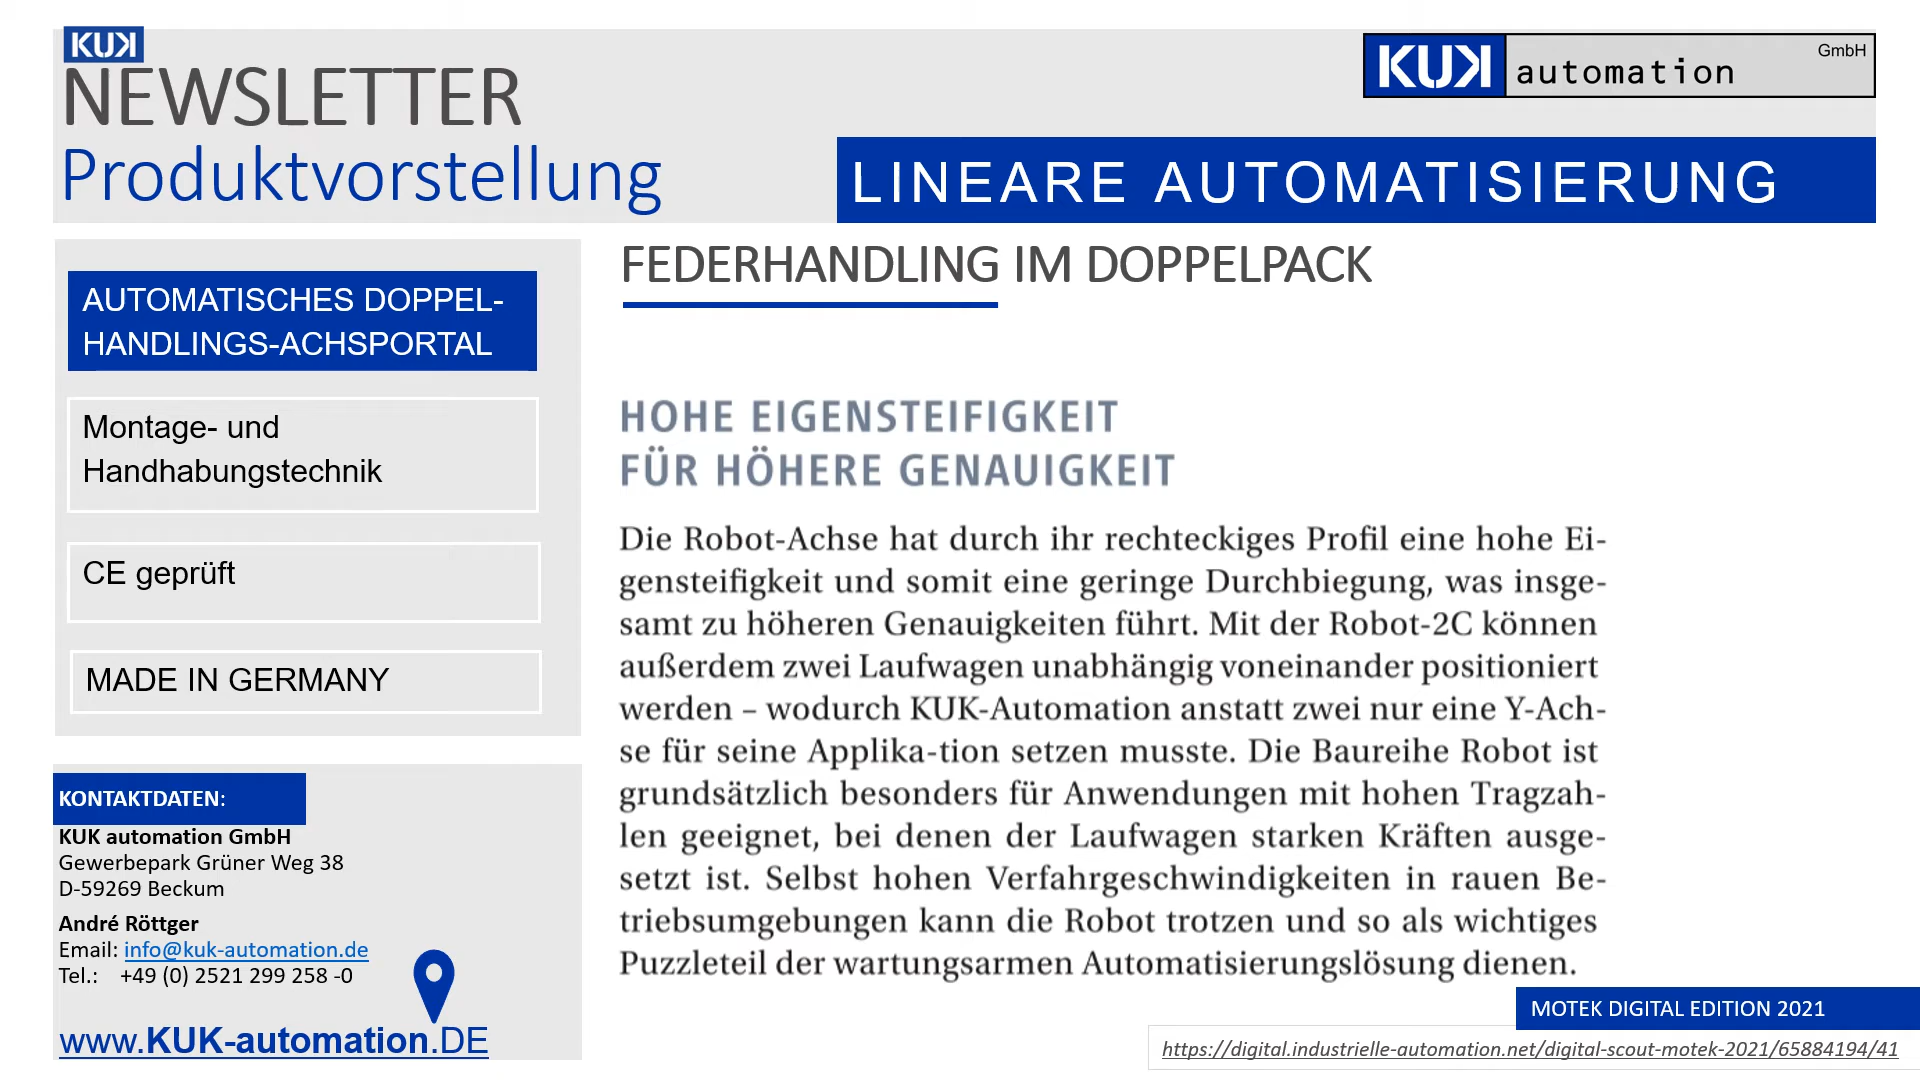 KUK
NEWSLETTER
Produktvorstellung
KUK automation GmbH
LINEARE AUTOMATISIERUNG
AUTOMATISCHES DOPPEL-
HANDLINGS-ACHSPORTAL
Montage- und
Handhabungstechnik
CE geprüft
MADE IN GERMANY
KONTAKTDATEN:
KUK automation GmbH
Gewerbepark Grüner Weg 38
D-59269 Beckum
André Röttger
Email: info@kuk-automation.de
Tel.: +49 (0) 2521 299 258 -0
www.KUK-automation.DE
FEDERHANDLING IM DOPPELPACK
HOHE EIGENSTEIFIGKEIT
FÜR HÖHERE GENAUIGKEIT
Die Robot-Achse hat durch ihr rechteckiges Profil eine hohe Ei-
gensteifigkeit und somit eine geringe Durchbiegung, was insge-
samt zu höheren Genauigkeiten führt. Mit der Robot-2C können
außerdem zwei Laufwagen unabhängig voneinander positioniert
werden – wodurch KUK-Automation anstatt zwei nur eine Y-Ach-
se für seine Applika-tion setzen musste. Die Baureihe Robot ist
grundsätzlich besonders für Anwendungen mit hohen Tragzah-
len geeignet, bei denen der Laufwagen starken Kräften ausge-
setzt ist. Selbst hohen Verfahrgeschwindigkeiten in rauen Be-
triebsumgebungen kann die Robot trotzen und so als wichtiges
Puzzleteil der wartungsarmen Automatisierungslösung dienen.
MOTEK DIGITAL EDITION 2021
https://digital.industrielle-automation.net/digital-scout-motek-2021/65884194/41